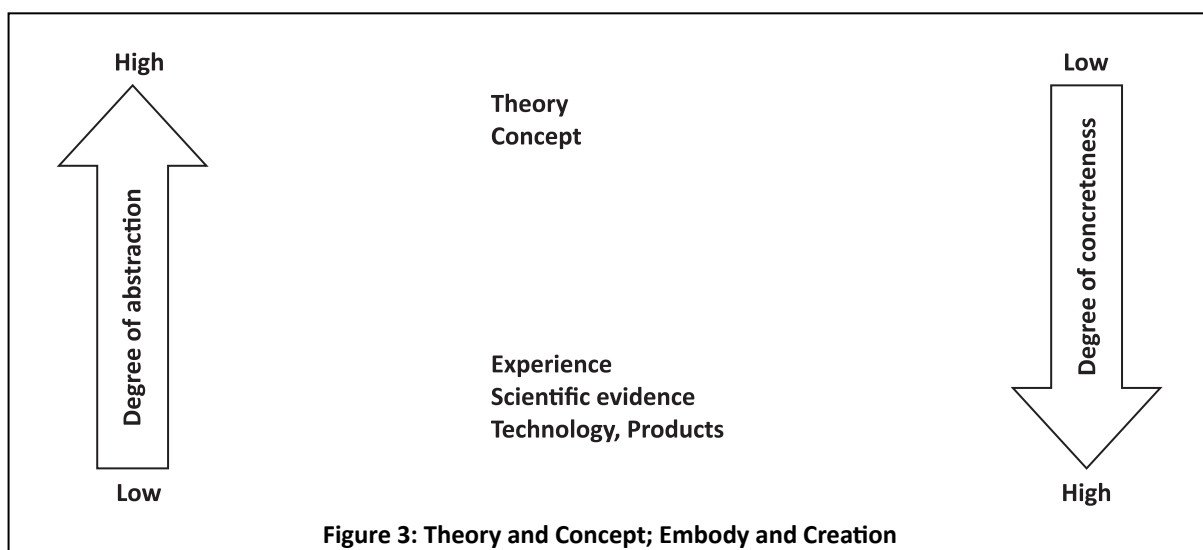 High
Low
Theory
Concept
Degree of abstraction
Degree of concreteness
Experience
Scientific evidence
Technology, Products
Low
High
Figure 3: Theory and Concept; Embody and Creation